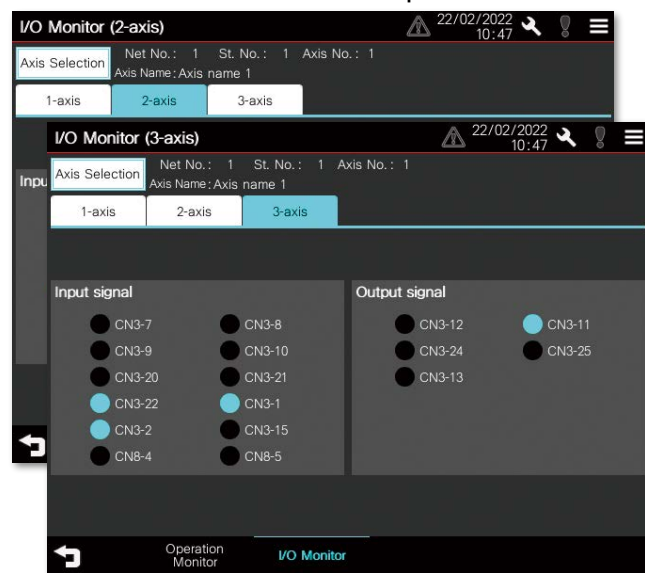 I/O Monitor (2-axis)
22/02/2022
10:47
Axis Selection
Net No.: 1 St. No.: 1 Axis No.: 1
Axis Name:Axis name 1
1-axis 2-axis 3-axis
I/O Monitor (3-axis)
22/02/2022
10:47
Axis Selection
Net No.: 1 St. No.: 1 Axis No.: 1
Axis Name:Axis name 1
1-axis 2-axis 3-axis
Input signal Output signal
CN3-7 CN3-8 CN3-12 CN3-11
CN3-9 CN3-10 CN3-24 CN3-25
CN3-20 CN3-21 CN3-13
CN3-22 CN3-1
CN3-2 CN3-15
CN8-4 CN8-5
Operation
Monitor
I/O Monitor